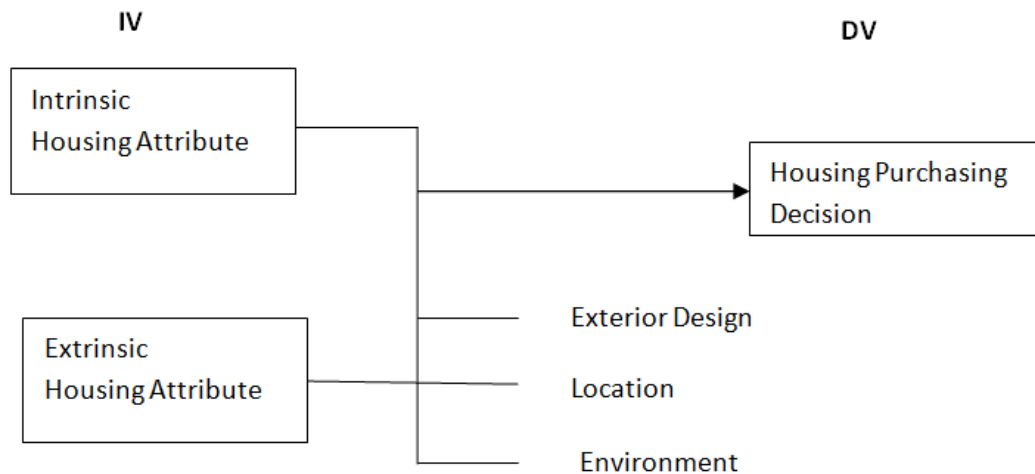 IV
DV
Intrinsic
Housing Attribute
Housing Purchasing
Decision
Exterior Design
Extrinsic
Housing Attribute
Location
Environment